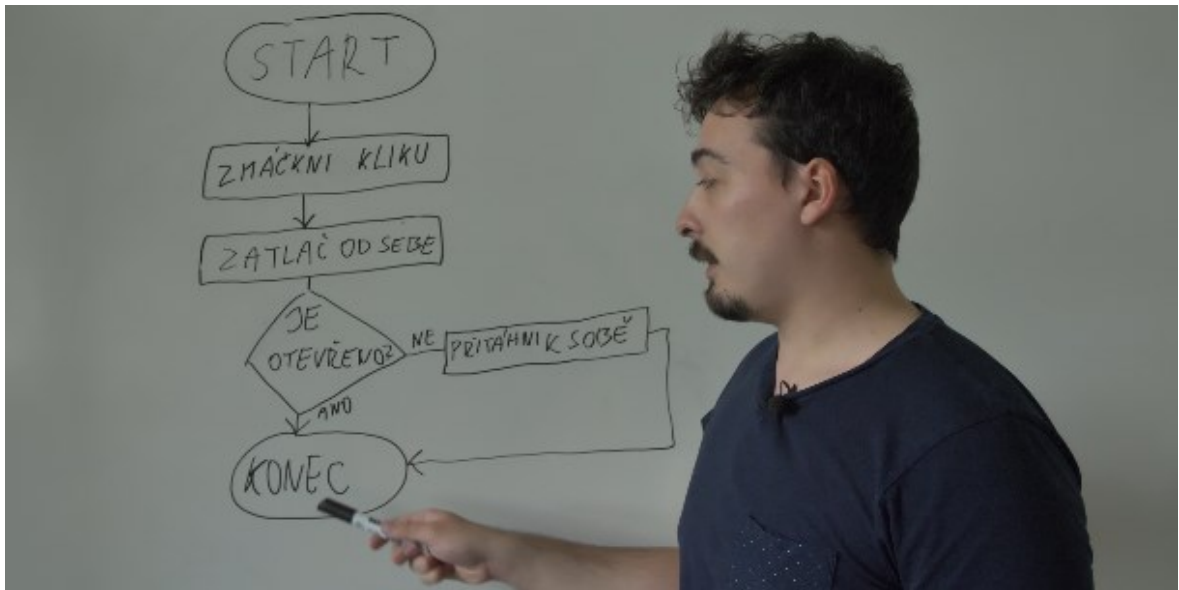 START
ZMÁČKNI KLIKU
ZATLAČ OD SEBE
JE
OTEVŘENO?
NE
PŘITÁHNI K SOBĚ
ANO
KONEC